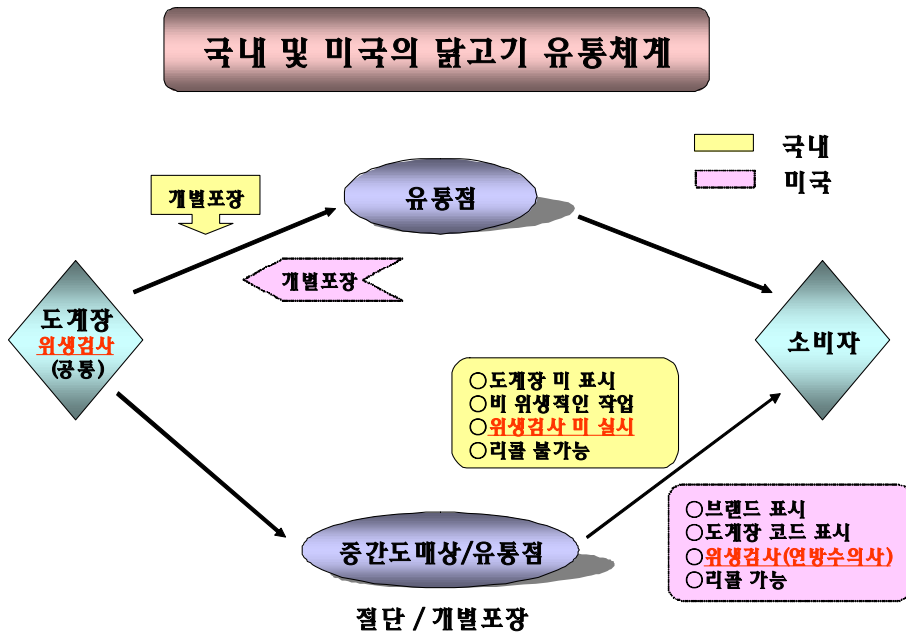 국내 및 미국의 닭고기 유통체계
국내
미국
개별포장
유통점
개별포장
도계장
위생검사
(공통)
소비자
○도계장 미 표시
○비 위생적인 작업
○위생검사 미 실시
○리콜 불가능
○브랜드 표시
○도계장 코드 표시
○위생검사(연방수의사)
○리콜 가능
중간도매상/유통점
절단 / 개별포장